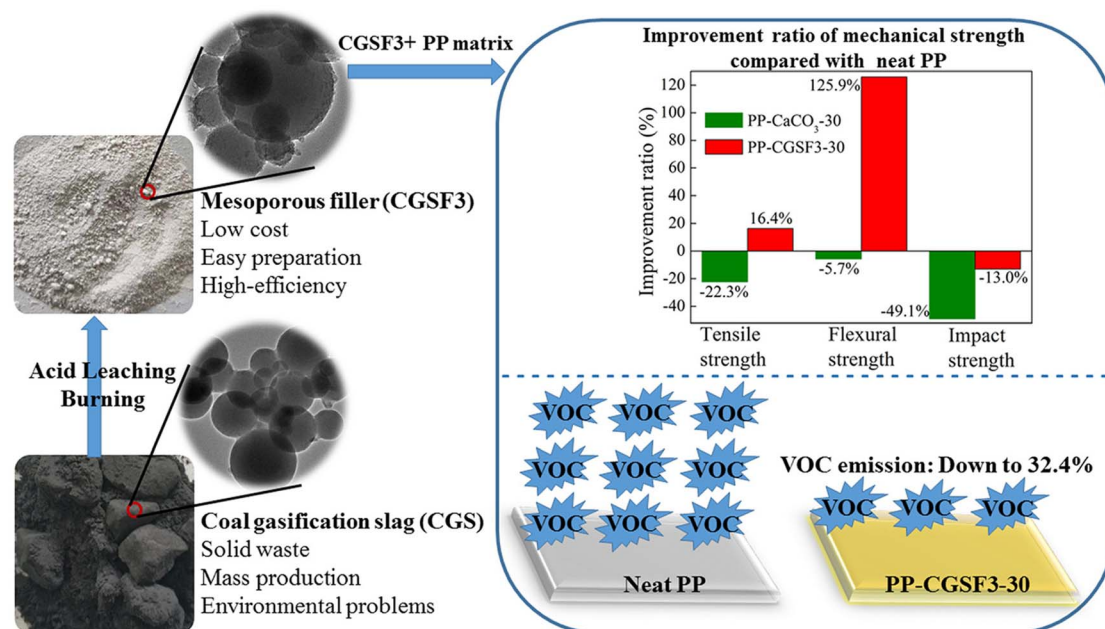 CGSF3+ PP matrix
Mesoporous filler (CGSF3)
Low cost
Easy preparation
High-efficiency
Acid Leaching
Burning
Coal gasification slag (CGS)
Solid waste
Mass production
Environmental problems
Improvement ratio of mechanical strength
compared with neat PP
Improvement ratio (%)
120
100
80
60
40
20
0
-20
-40
PP-CaCO₃-30
PP-CGSF3-30
-22.3%
16.4%
-5.7%
125.9%
-49.1%
-13.0%
Tensile
strength
Flexural
strength
Impact
strength
VOC VOC VOC
VOC VOC VOC
VOC VOC VOC
Neat PP
VOC emission: Down to 32.4%
VOC VOC VOC
PP-CGSF3-30